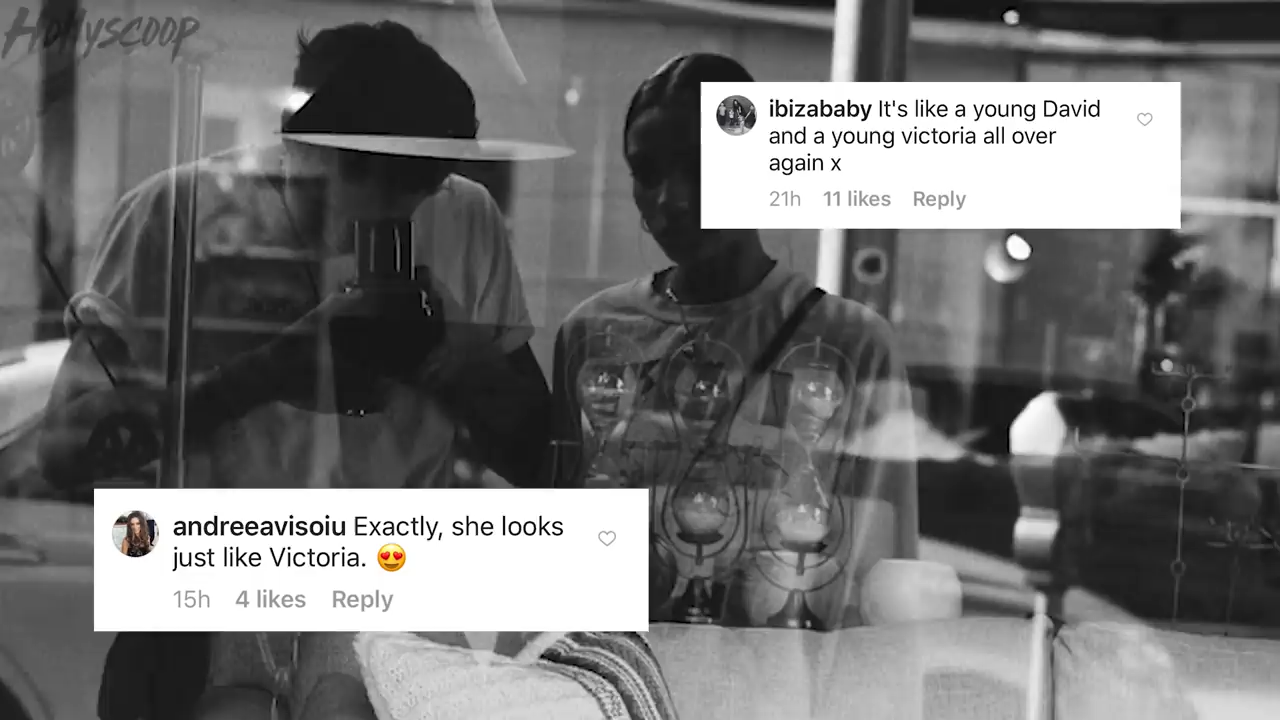 Hollyscoop
ibizababy It's like a young David
and a young victoria all over
again x
21h 11 likes Reply
andreeavisoiu Exactly, she looks
just like Victoria. 😍
15h 4 likes Reply